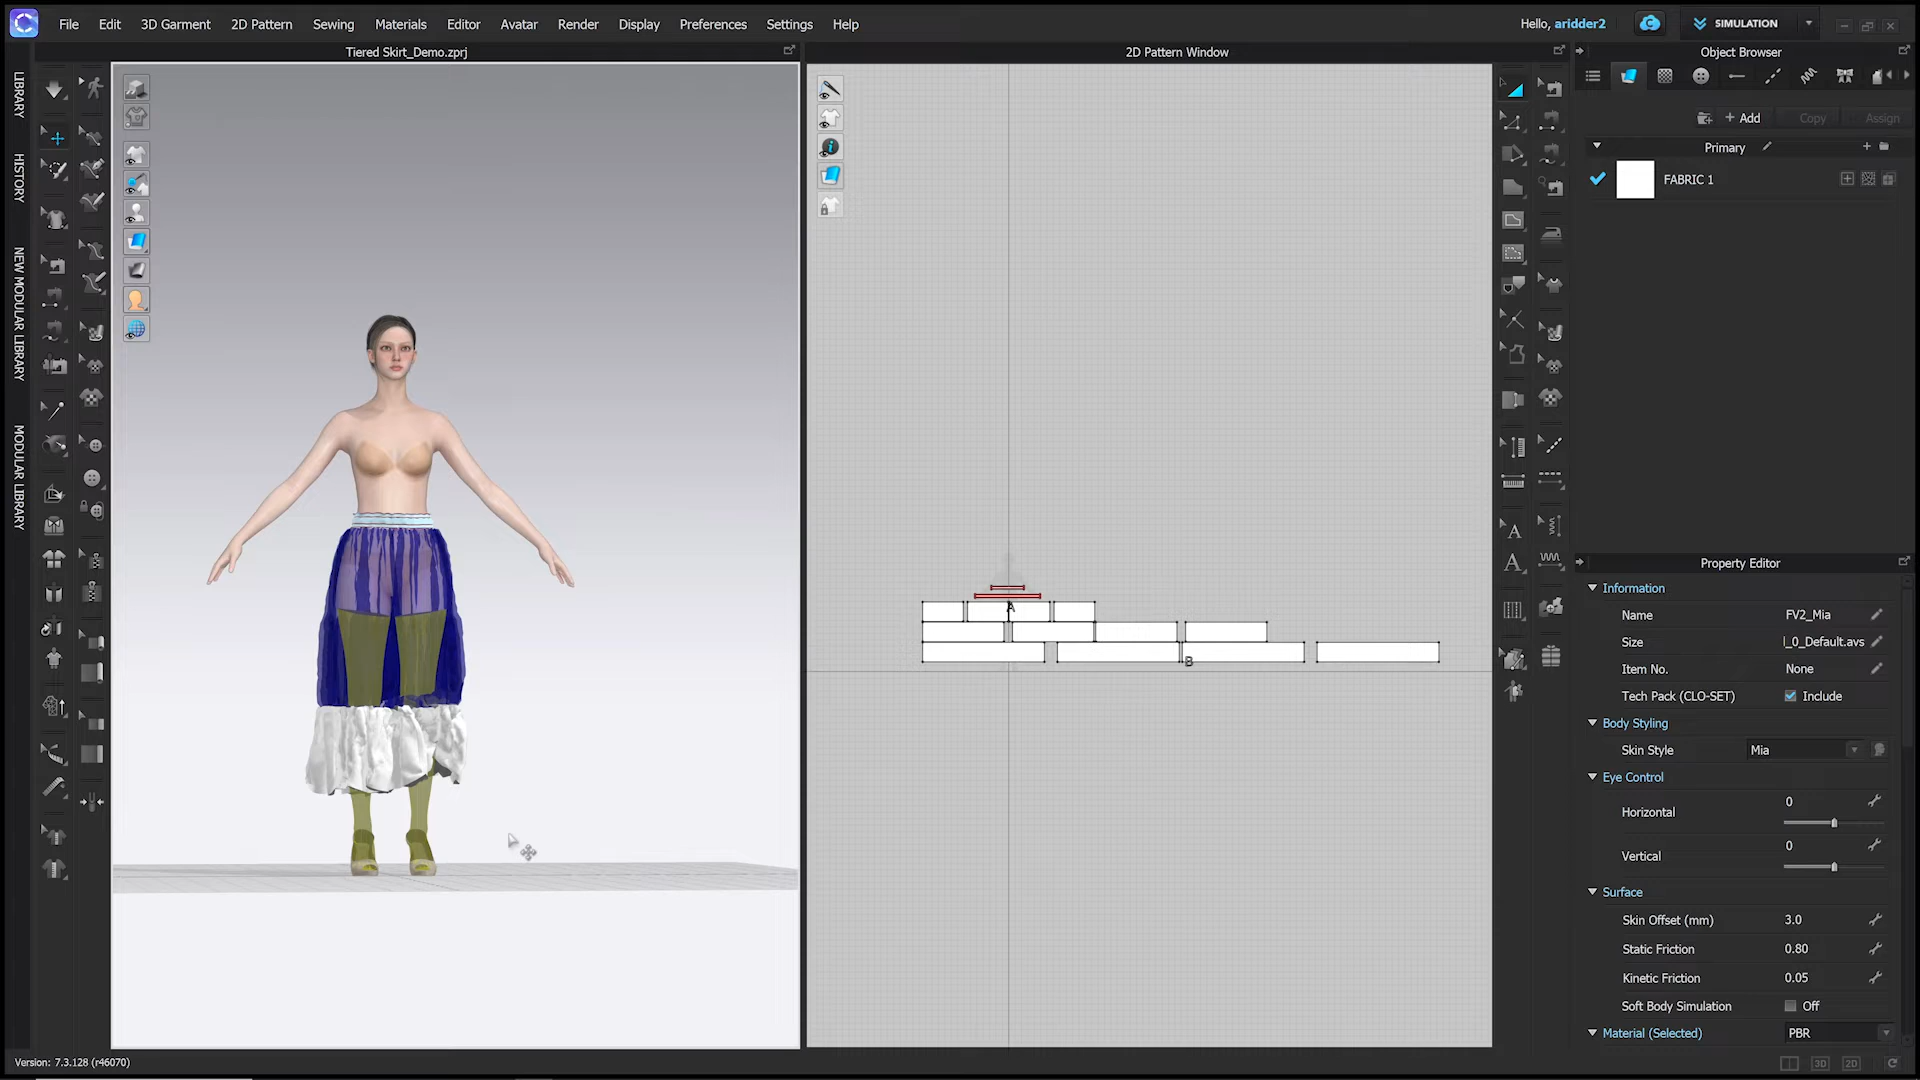 File Edit 3D Garment 2D Pattern Sewing Materials Editor Avatar Render Display Preferences Settings Help
Hello, aridder2
SIMULATION
Tiered Skirt_Demo.zprj
2D Pattern Window
Object Browser
LIBRARY
HISTORY
NEW MODULAR LIBRARY
MODULAR LIBRARY
+ Add Copy Assign
Primary
FABRIC 1
A
B
A
A
Property Editor
Information
Name FV2_Mia
Size l_0_Default.avs
Item No. None
Tech Pack (CLO-SET) Include
Body Styling
Skin Style Mia
Eye Control
Horizontal 0
Vertical 0
Surface
Skin Offset (mm) 3.0
Static Friction 0.80
Kinetic Friction 0.05
Soft Body Simulation Off
Material (Selected) PBR
Version: 7.3.128 (r46070)
3D 2D